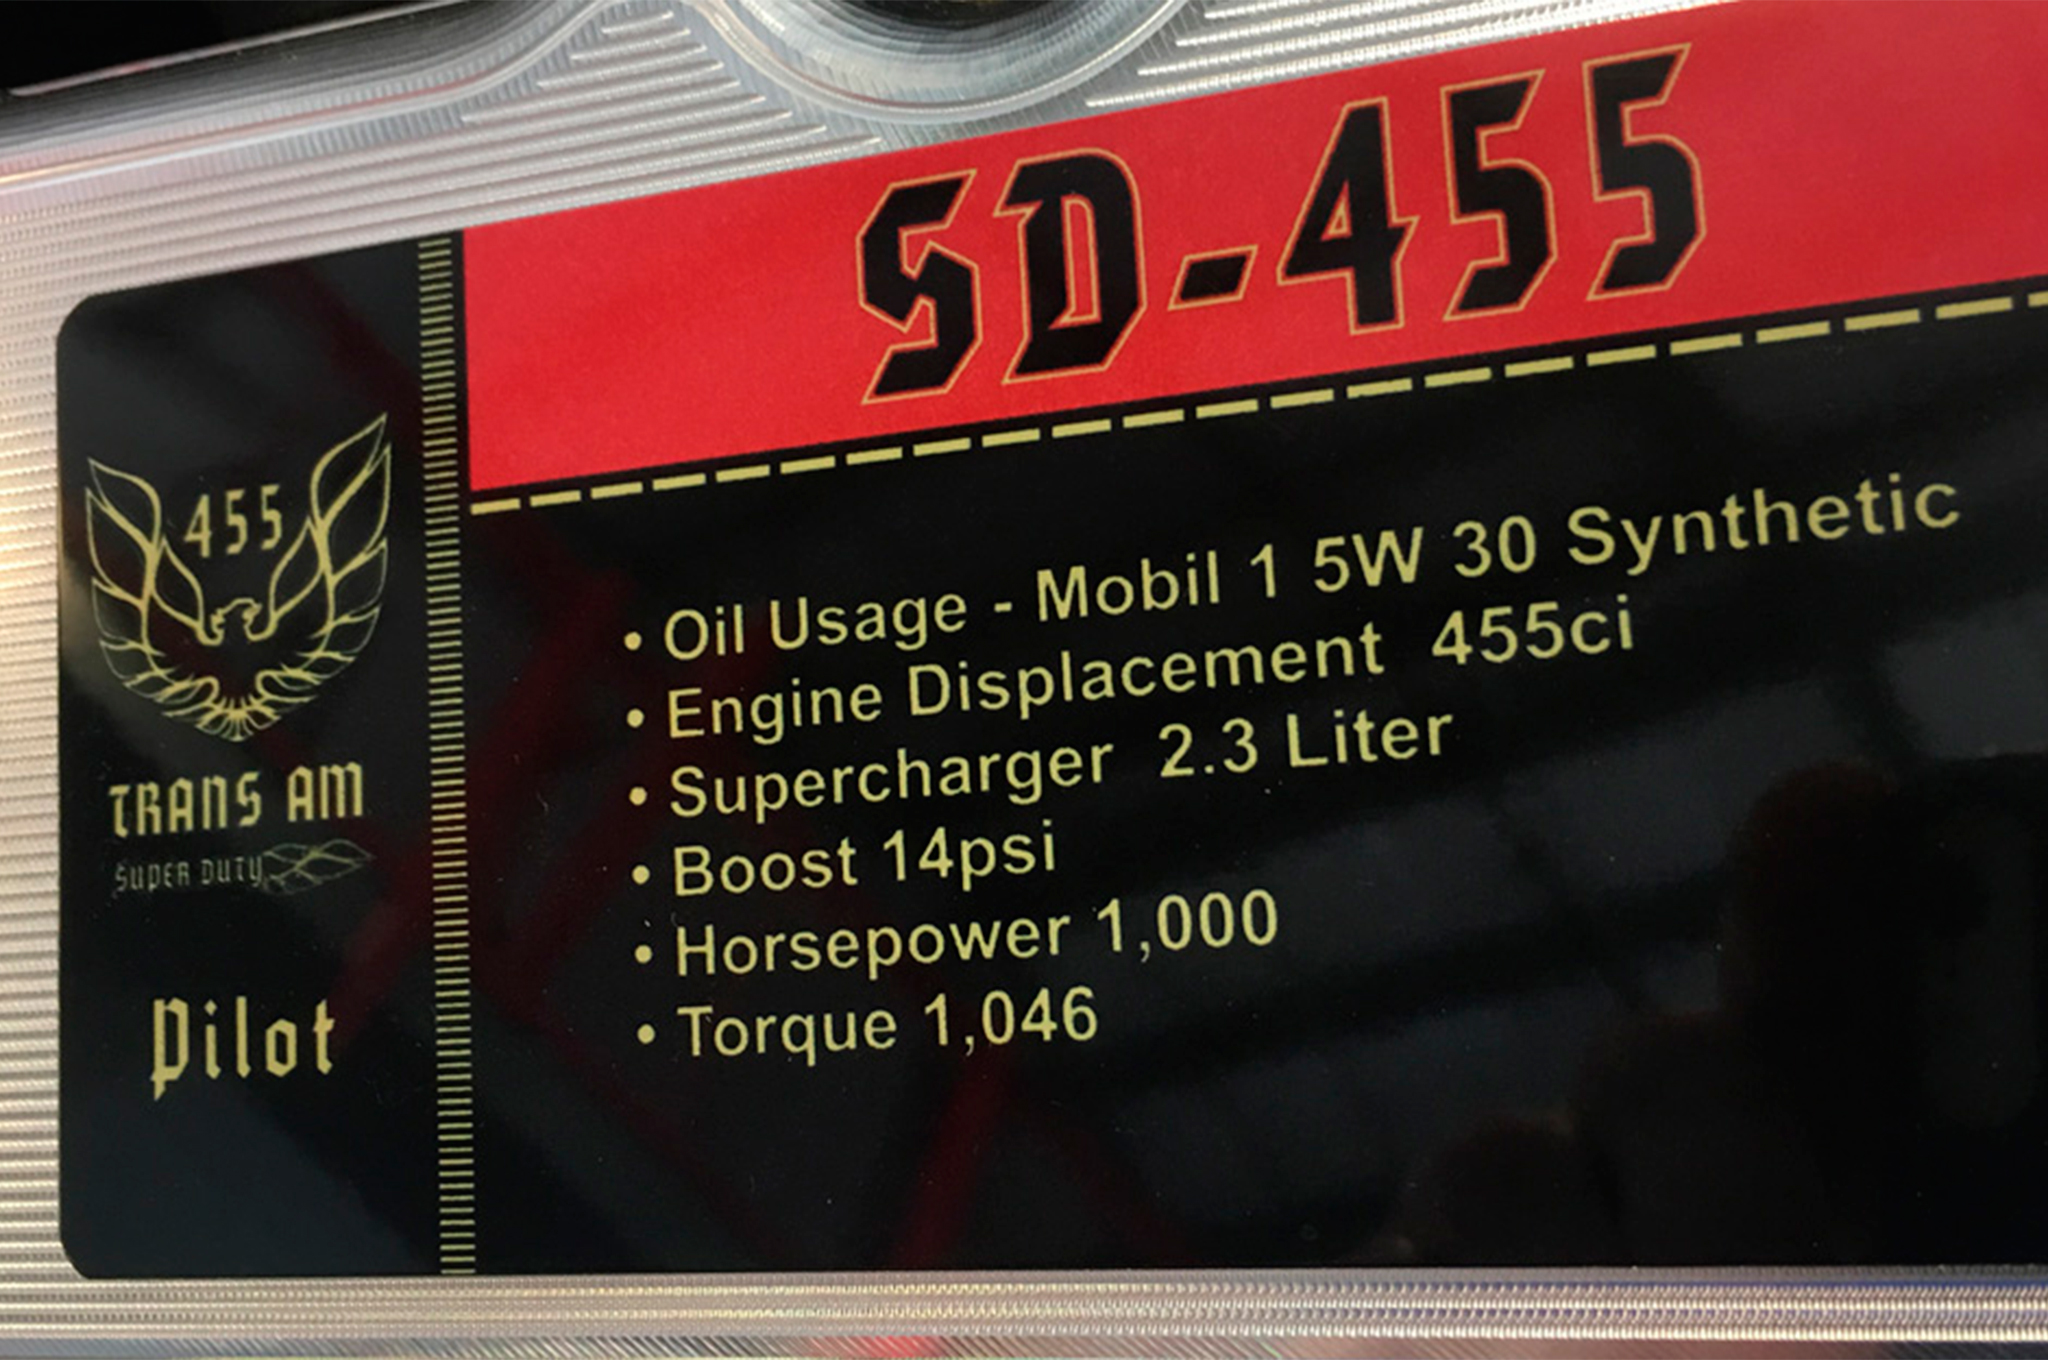 SD-455
455
TRANS AM
SUPER DUTY
Pilot
• Oil Usage - Mobil 1 5W 30 Synthetic
• Engine Displacement 455ci
• Supercharger 2.3 Liter
• Boost 14psi
• Horsepower 1,000
• Torque 1,046